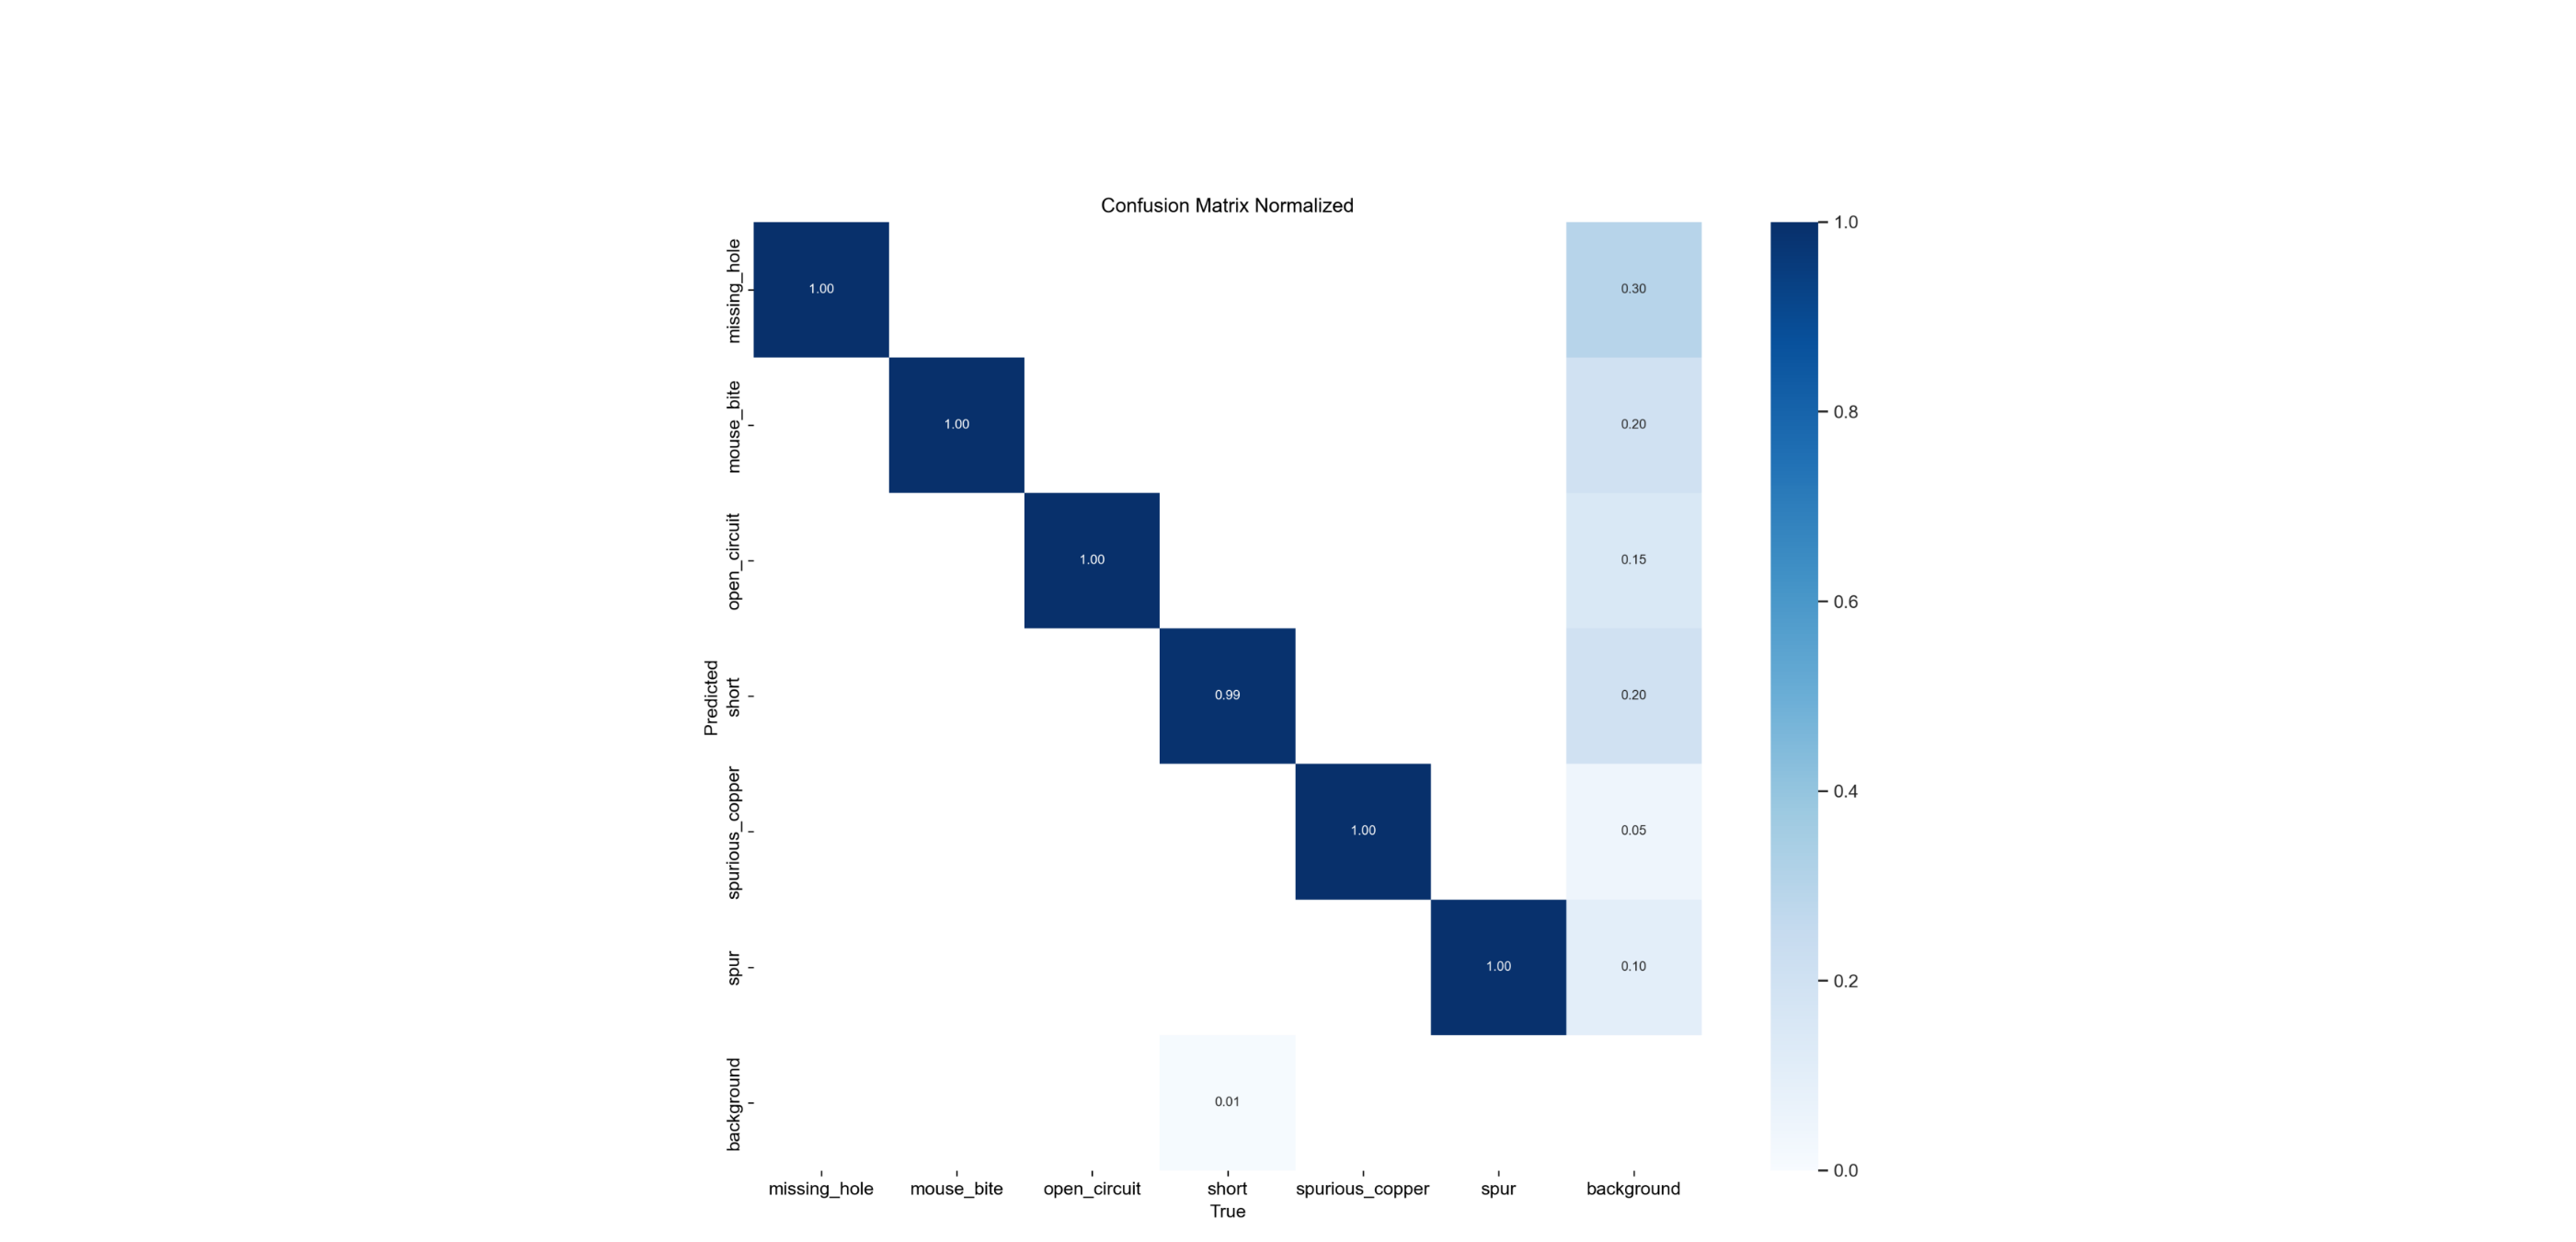 Confusion Matrix Normalized
missing_hole
1.00
0.30
mouse_bite
1.00
0.20
open_circuit
1.00
0.15
Predicted
short
0.99
0.20
spurious_copper
1.00
0.05
spur
1.00
0.10
background
0.01
missing_hole
mouse_bite
open_circuit
short
spurious_copper
spur
background
True
1.0
0.8
0.6
0.4
0.2
0.0